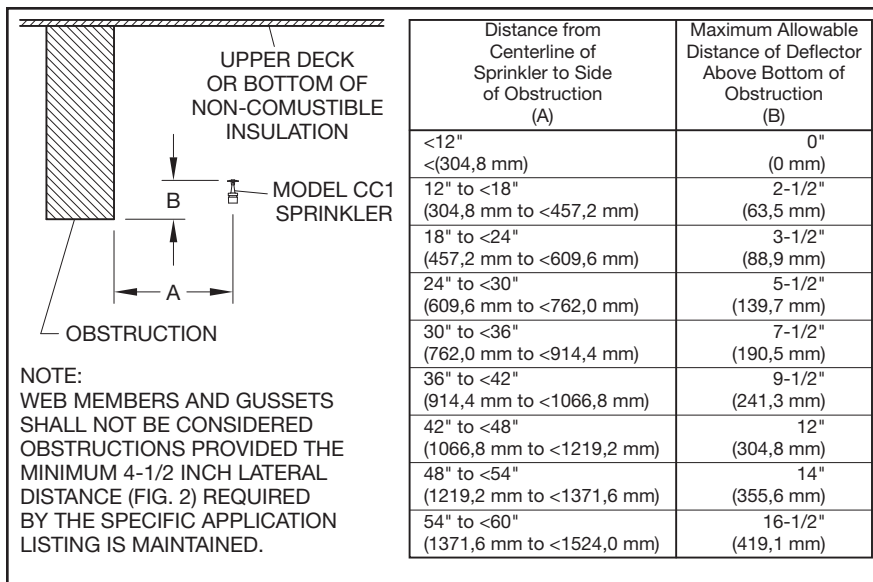 UPPER DECK
OR BOTTOM OF
NON-COMUSTIBLE
INSULATION
B
MODEL CC1
SPRINKLER
A
OBSTRUCTION
NOTE:
WEB MEMBERS AND GUSSETS
SHALL NOT BE CONSIDERED
OBSTRUCTIONS PROVIDED THE
MINIMUM 4-1/2 INCH LATERAL
DISTANCE (FIG. 2) REQUIRED
BY THE SPECIFIC APPLICATION
LISTING IS MAINTAINED.
Distance from
Centerline of
Sprinkler to Side
of Obstruction
(A)
Maximum Allowable
Distance of Deflector
Above Bottom of
Obstruction
(B)
<12" 0"
<(304,8 mm) (0 mm)
12" to <18" 2-1/2"
(304,8 mm to <457,2 mm) (63,5 mm)
18" to <24" 3-1/2"
(457,2 mm to <609,6 mm) (88,9 mm)
24" to <30" 5-1/2"
(609,6 mm to <762,0 mm) (139,7 mm)
30" to <36" 7-1/2"
(762,0 mm to <914,4 mm) (190,5 mm)
36" to <42" 9-1/2"
(914,4 mm to <1066,8 mm) (241,3 mm)
42" to <48" 12"
(1066,8 mm to <1219,2 mm) (304,8 mm)
48" to <54" 14"
(1219,2 mm to <1371,6 mm) (355,6 mm)
54" to <60" 16-1/2"
(1371,6 mm to <1524,0 mm) (419,1 mm)